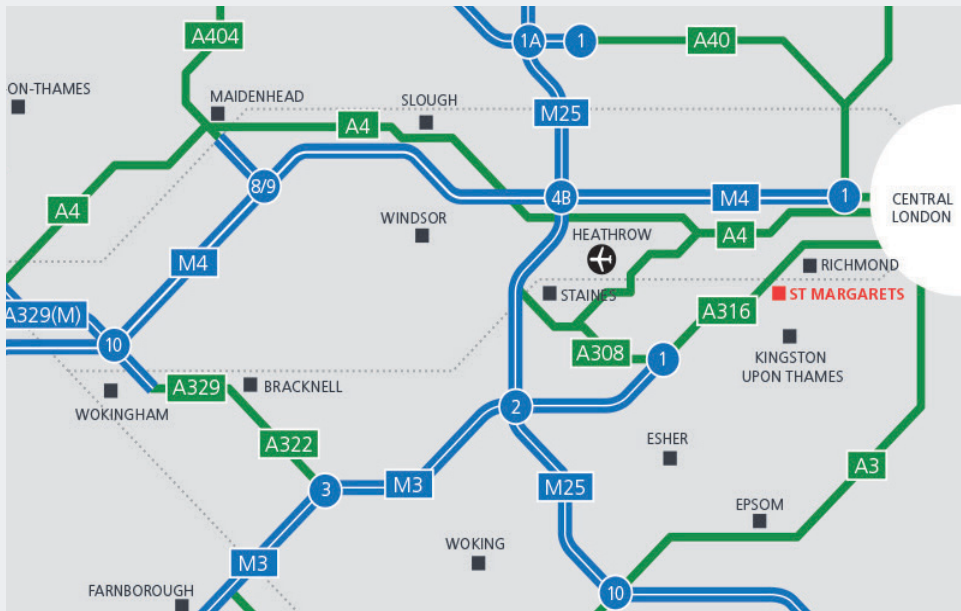 A404
1A
1
A40
ON-THAMES
MAIDENHEAD
SLOUGH
M25
A4
8/9
4B
M4
1
CENTRAL
LONDON
A4
WINDSOR
HEATHROW
A4
M4
RICHMOND
STAINES
ST MARGARETS
A329(M)
A316
10
A308
1
KINGSTON
UPON THAMES
A329
BRACKNELL
WOKINGHAM
2
A322
ESHER
A3
3
M3
M25
EPSOM
WOKING
M3
FARNBOROUGH
10